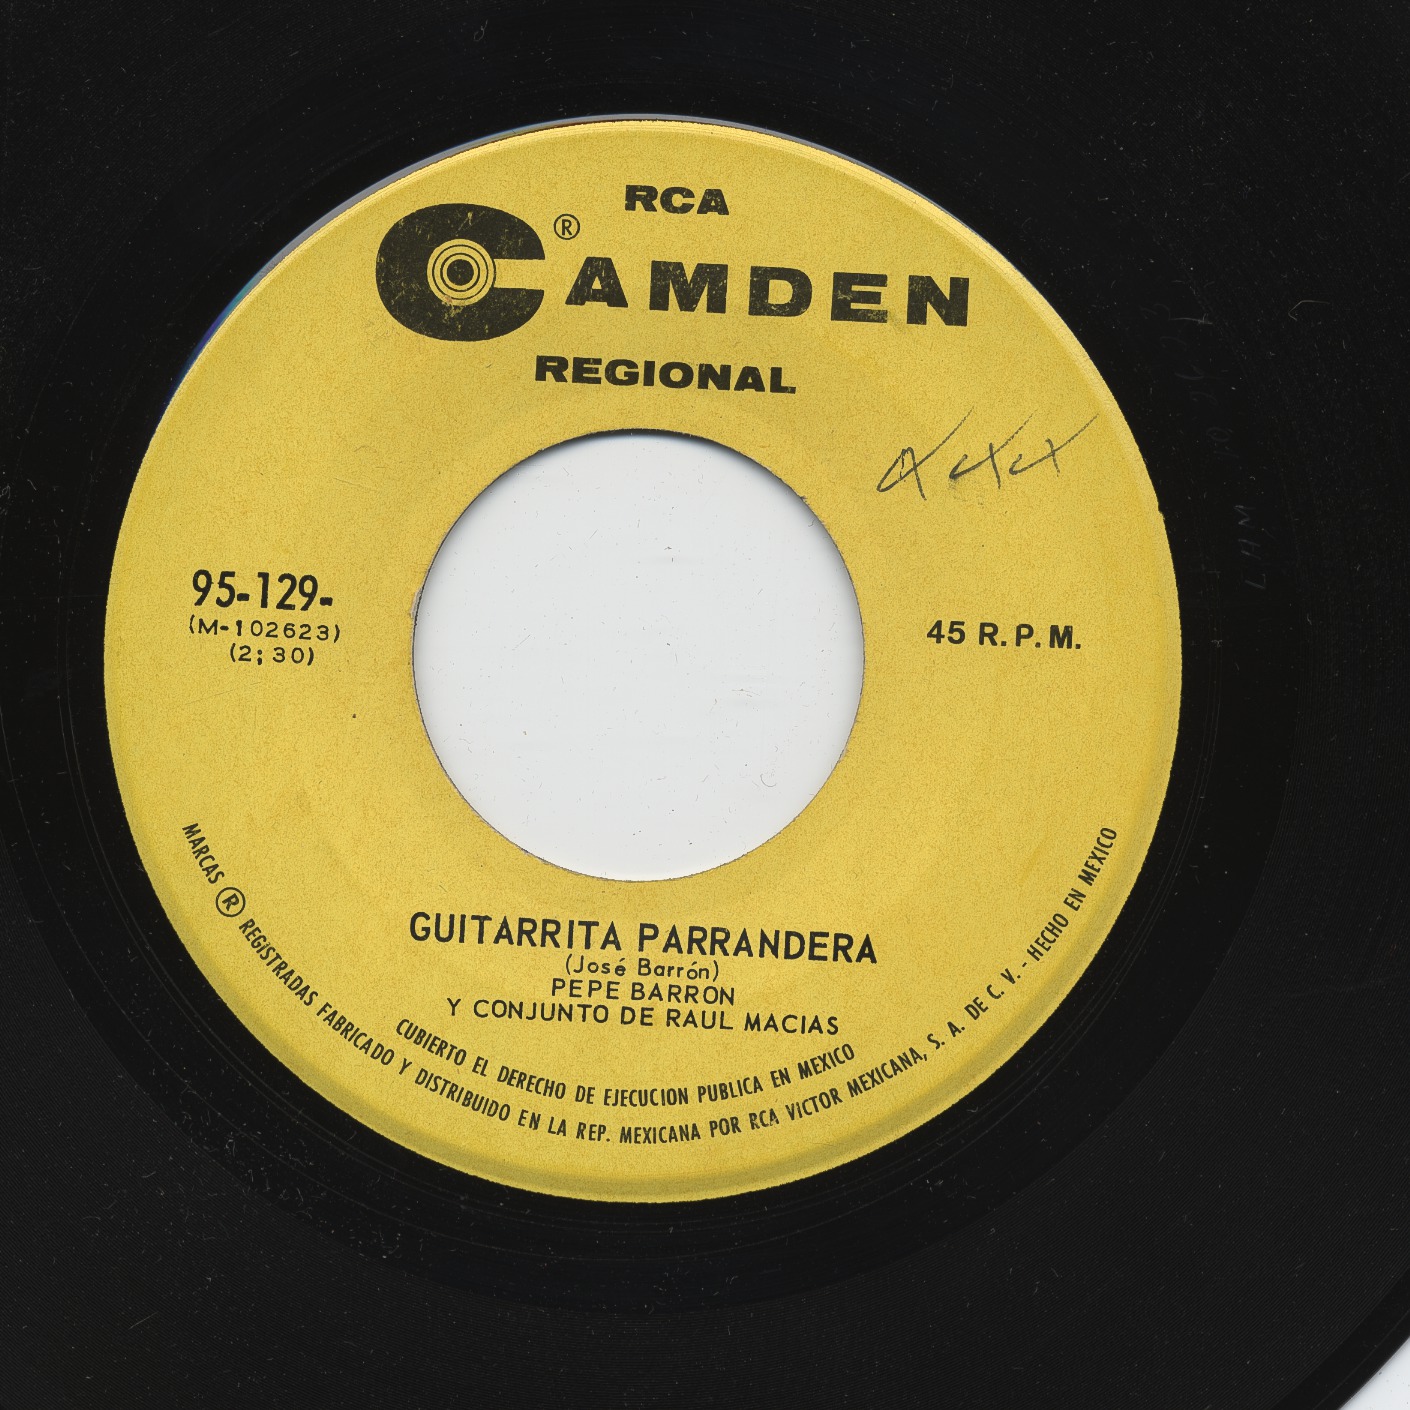 RCA
CAMDEN®
REGIONAL
95-129-
(M-102623)
(2;30)
45 R.P.M.
GUITARRITA PARRANDERA
(José Barrón)
PEPE BARRON
Y CONJUNTO DE RAUL MACIAS
CUBIERTO EL DERECHO DE EJECUCION PUBLICA EN MEXICO
MARCAS ® REGISTRADAS FABRICADO Y DISTRIBUIDO EN LA REP. MEXICANA POR RCA VICTOR MEXICANA, S. A. DE C. V. - HECHO EN MEXICO